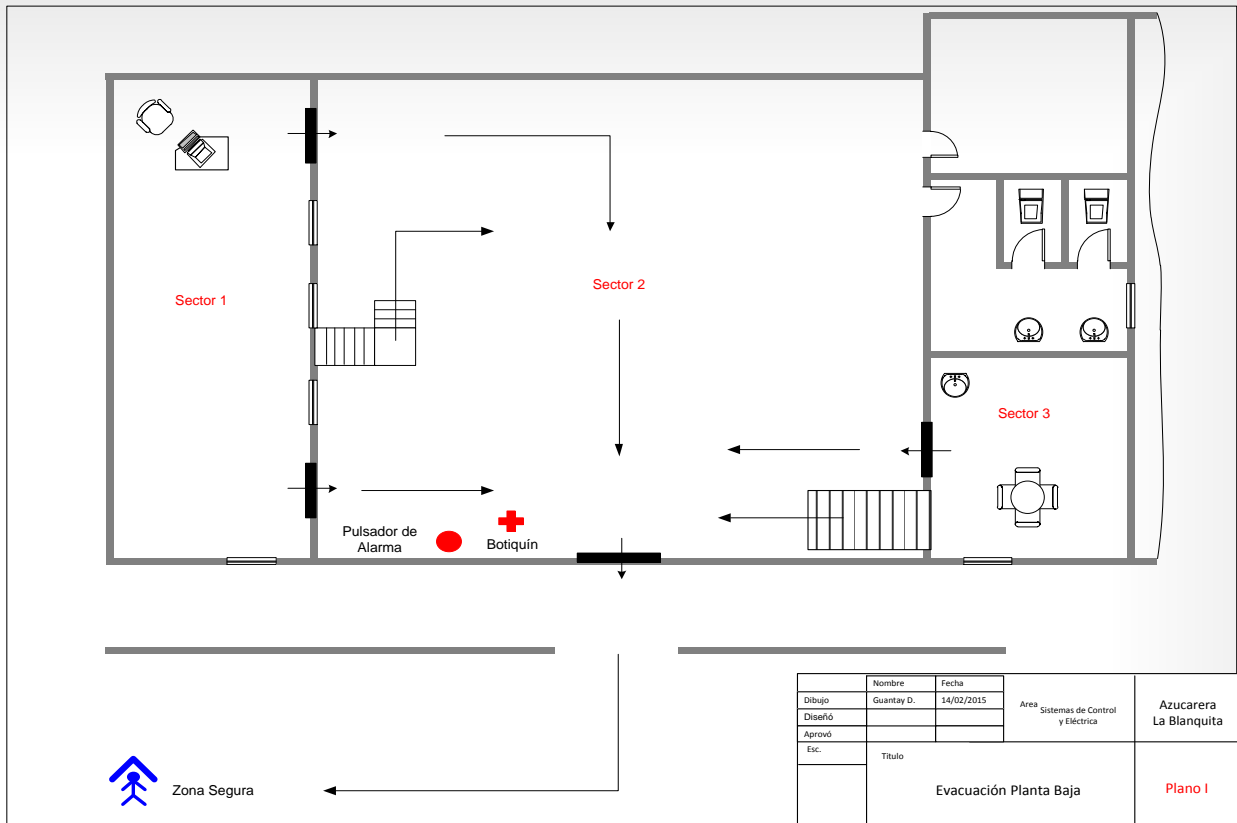 Sector 1
Sector 2
Sector 3
Pulsador de
Alarma
Botiquín
Zona Segura
Nombre
Fecha
Dibujo
Guantay D.
14/02/2015
Diseñó
Aprovó
Area
Sistemas de Control
y Eléctrica
Azucarera
La Blanquita
Esc.
Titulo
Evacuación Planta Baja
Plano I